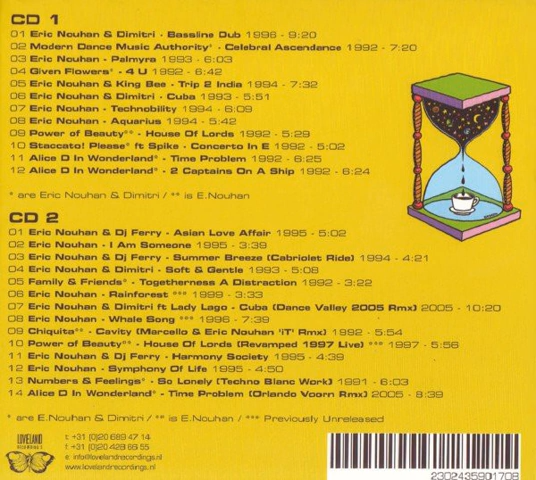 CD 1
01 Eric Nouhan & Dimitri - Bassline Dub 1996 - 9:20
02 Modern Dance Music Authority* - Celebral Ascendance 1992 - 7:20
03 Eric Nouhan - Palmyra 1993 - 6:03
04 Given Flowers* - 4 U 1992 - 6:42
05 Eric Nouhan & King Bee - Trip 2 India 1994 - 7:32
06 Eric Nouhan & Dimitri - Cuba 1993 - 5:51
07 Eric Nouhan - Technobility 1994 - 6:09
08 Eric Nouhan - Aquarius 1994 - 5:42
09 Power of Beauty** - House Of Lords 1992 - 5:29
10 Staccato! Please* ft Spike - Concerto In E 1992 - 5:02
11 Alice D In Wonderland* - Time Problem 1992 - 6:25
12 Alice D In Wonderland* - 2 Captains On A Ship 1992 - 6:24
* are Eric Nouhan & Dimitri / ** is E.Nouhan
CD 2
01 Eric Nouhan & Dj Ferry - Asian Love Affair 1995 - 5:02
02 Eric Nouhan - I Am Someone 1995 - 3:39
03 Eric Nouhan & Dj Ferry - Summer Breeze (Cabriolet Ride) 1994 - 4:21
04 Eric Nouhan & Dimitri - Soft & Gentle 1993 - 5:08
05 Family & Friends* - Togetherness A Distraction 1992 - 3:22
06 Eric Nouhan - Rainforest *** 1999 - 3:33
07 Eric Nouhan & Dimitri ft Lady Lago - Cuba (Dance Valley 2005 Rmx) 2005 - 10:20
08 Eric Nouhan - Whale Song *** 1996 - 7:39
09 Chiquita** - Cavity (Marcello & Eric Nouhan 'iT' Rmx) 1992 - 5:54
10 Power of Beauty** - House Of Lords (Revamped 1997 Live) *** 1997 - 5:56
11 Eric Nouhan & Dj Ferry - Harmony Society 1995 - 4:39
12 Eric Nouhan - Symphony Of Life 1995 - 4:50
13 Numbers & Feelings* - So Lonely (Techno Blanc Work) 1991 - 6:03
14 Alice D In Wonderland* - Time Problem (Orlando Voorn Rmx) 2005 - 8:39
* are E.Nouhan & Dimitri / ** is E.Nouhan / *** Previously Unreleased
LOVELAND
RECORDINGS
t: +31 (0)20 689 47 14
f: +31 (0)20 428 66 55
e: info@lovelandrecordings.nl
www.lovelandrecordings.nl
2302435901708